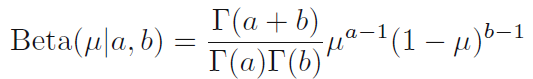 Beta(μ|a, b) = Γ(a + b) / Γ(a)Γ(b) μ^{a−1}(1 − μ)^{b−1}